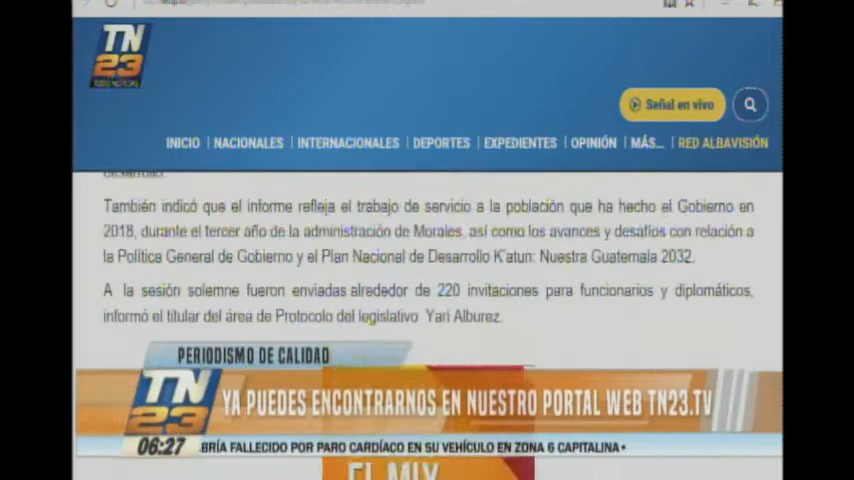 TN
23
TODO NOTICIAS
Señal en vivo
INICIO | NACIONALES | INTERNACIONALES | DEPORTES | EXPEDIENTES | OPINIÓN | MÁS... | RED ALBAVISIÓN
También indicó que el informe refleja el trabajo de servicio a la población que ha hecho el Gobierno en
2018, durante el tercer año de la administración de Morales, así como los avances y desafíos con relación a
la Política General de Gobierno y el Plan Nacional de Desarrollo K'atun: Nuestra Guatemala 2032.
A la sesión solemne fueron enviadas alrededor de 220 invitaciones para funcionarios y diplomáticos,
informó el titular del área de Protocolo del legislativo Yari Alburez.
PERIODISMO DE CALIDAD
TN
23
YA PUEDES ENCONTRARNOS EN NUESTRO PORTAL WEB TN23.TV
06:27
ABRÍA FALLECIDO POR PARO CARDÍACO EN SU VEHÍCULO EN ZONA 6 CAPITALINA •
EL MIX